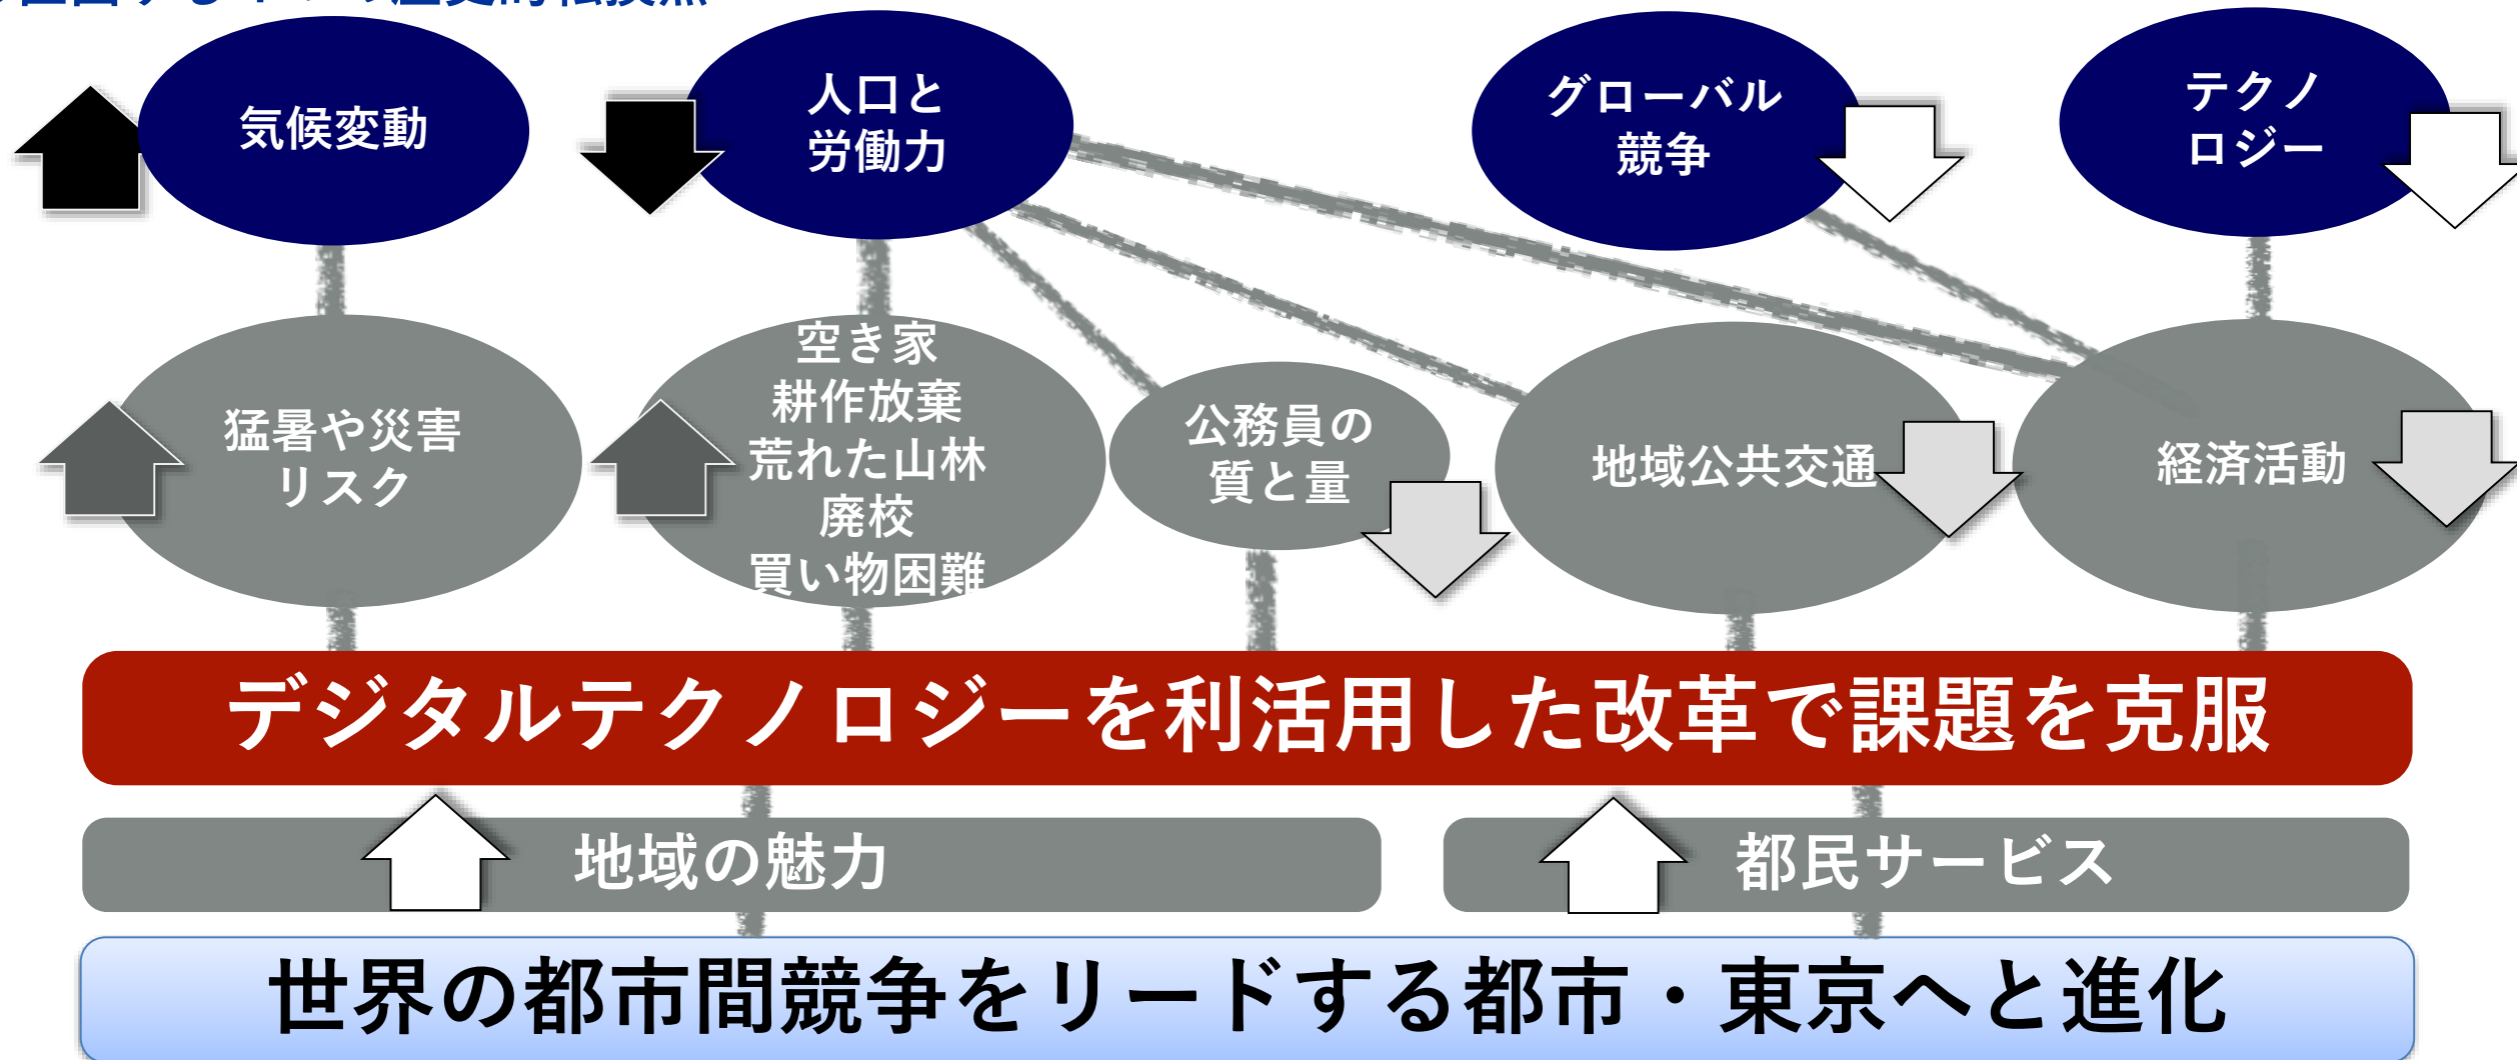 気候変動
人口と
労働力
グローバル
競争
テクノ
ロジー
猛暑や災害
リスク
空き家
耕作放棄
荒れた山林
廃校
買い物困難
公務員の
質と量
地域公共交通
経済活動
デジタルテクノロジーを利活用した改革で課題を克服
地域の魅力
都民サービス
世界の都市間競争をリードする都市・東京へと進化